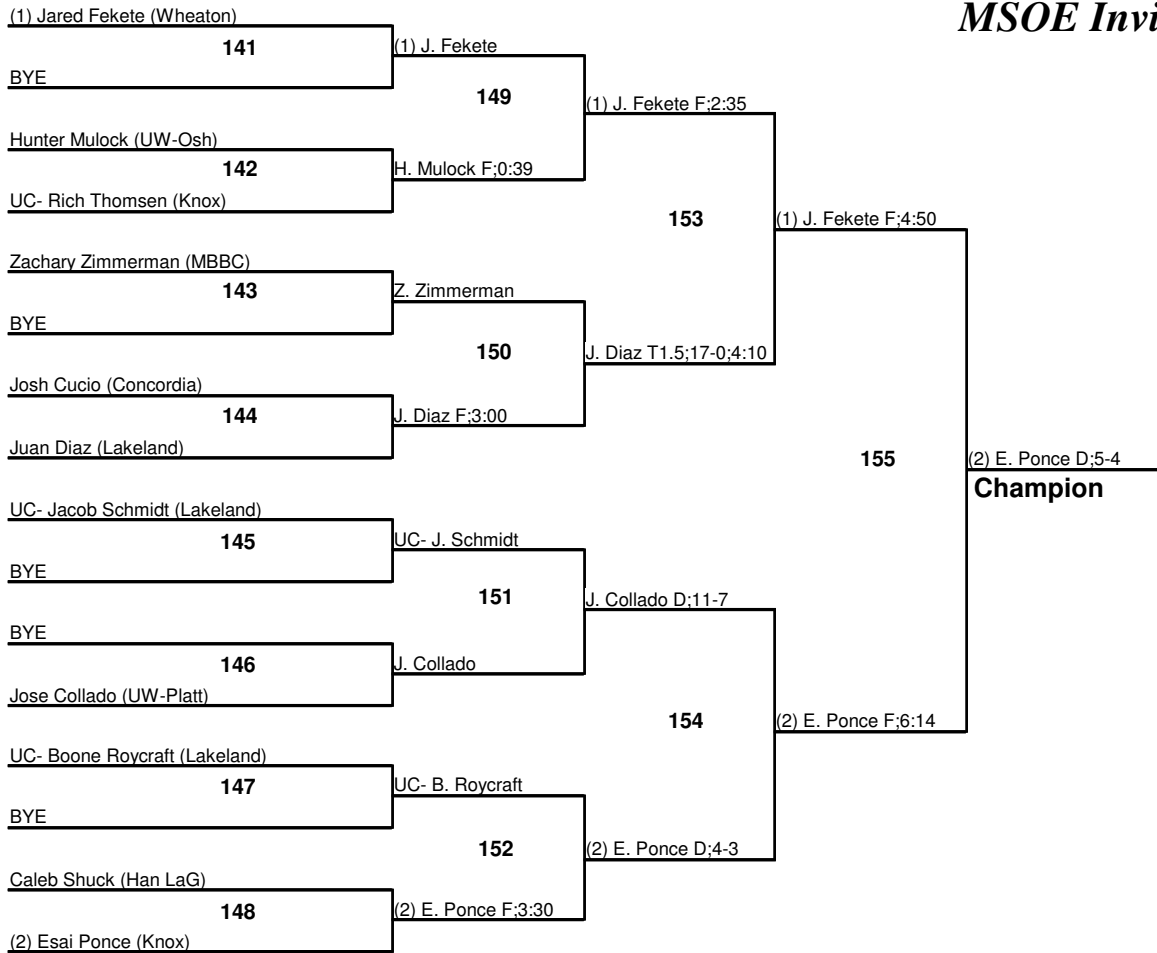 MSOE Invi
(1) Jared Fekete (Wheaton)
141
(1) J. Fekete
BYE
149
(1) J. Fekete F;2:35
Hunter Mulock (UW-Osh)
142
H. Mulock F;0:39
UC- Rich Thomsen (Knox)
153
(1) J. Fekete F;4:50
Zachary Zimmerman (MBBC)
143
Z. Zimmerman
BYE
150
J. Diaz T1.5;17-0;4:10
Josh Cucio (Concordia)
144
J. Diaz F;3:00
Juan Diaz (Lakeland)
155
(2) E. Ponce D;5-4
Champion
UC- Jacob Schmidt (Lakeland)
145
UC- J. Schmidt
BYE
151
J. Collado D;11-7
BYE
146
J. Collado
Jose Collado (UW-Platt)
154
(2) E. Ponce F;6:14
UC- Boone Roycraft (Lakeland)
147
UC- B. Roycraft
BYE
152
(2) E. Ponce D;4-3
Caleb Shuck (Han LaG)
148
(2) E. Ponce F;3:30
(2) Esai Ponce (Knox)